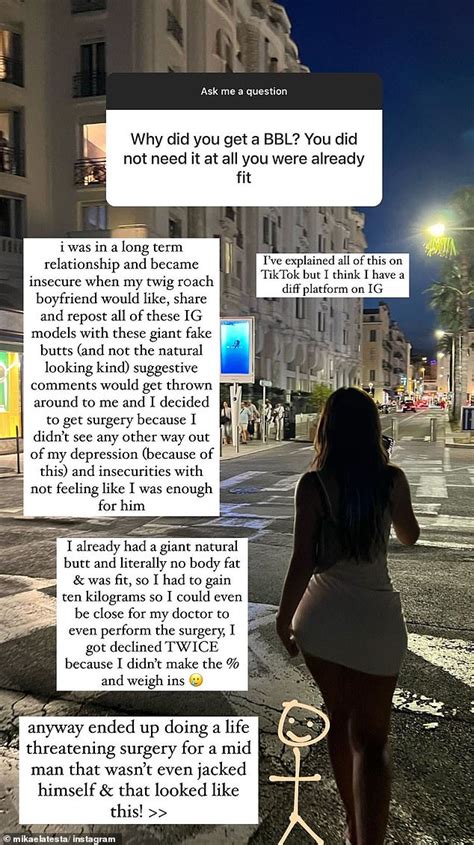 Ask me a question
Why did you get a BBL? You did
not need it at all you were already
fit
i was in a long term
relationship and became
insecure when my twig roach
boyfriend would like, share
and repost all of these IG
models with these giant fake
butts (and not the natural
looking kind) suggestive
comments would get thrown
around to me and I decided
to get surgery because I
didn't see any other way out
of my depression (because of
this) and insecurities with
not feeling like I was enough
for him
I've explained all of this on
TikTok but I think I have a
diff platform on IG
I already had a giant natural
butt and literally no body fat
& was fit, so I had to gain
ten kilograms so I could even
be close for my doctor to
even perform the surgery, I
got declined TWICE
because I didn't make the %
and weigh ins 🥲
anyway ended up doing a life
threatening surgery for a mid
man that wasn't even jacked
himself & that looked like
this! >>
© mikaelatesta/ instagram